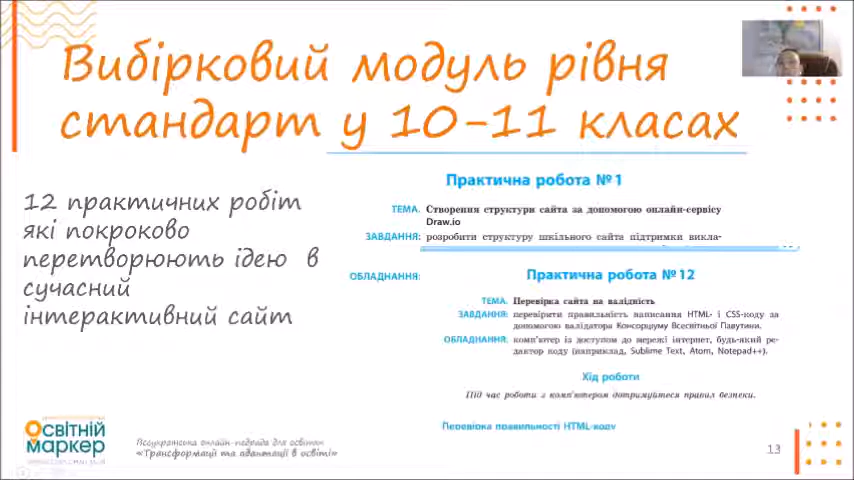 Вибірковий модуль рівня
стандарт у 10-11 класах
12 практичних робіт
які покроково
перетворюють ідею в
сучасний
інтерактивний сайт
Практична робота №1
ТЕМА. Створення структури сайта за допомогою онлайн-сервісу
Draw.io
ЗАВДАННЯ: розробити структуру шкільного сайта підтримки викла-
ОБЛАДНАННЯ:
Практична робота №12
ТЕМА. Перевірка сайта на валідність
ЗАВДАННЯ: перевірити правильність написання HTML- і CSS-коду за
допомогою валідатора Консорціуму Всесвітньої Павутини.
ОБЛАДНАННЯ: комп'ютер із доступом до мережі інтернет, будь-який ре-
дактор коду (наприклад, Sublime Text, Atom, Notepad++).
Хід роботи
Під час роботи з комп'ютером дотримуйтеся правил безпеки.
Перевірка правильності HTML-коду
ОСВІТНІЙ
МАРКЕР
Всеукраїнська онлайн-педрада для освітян
«Трансформації та адаптації в освіті»
13